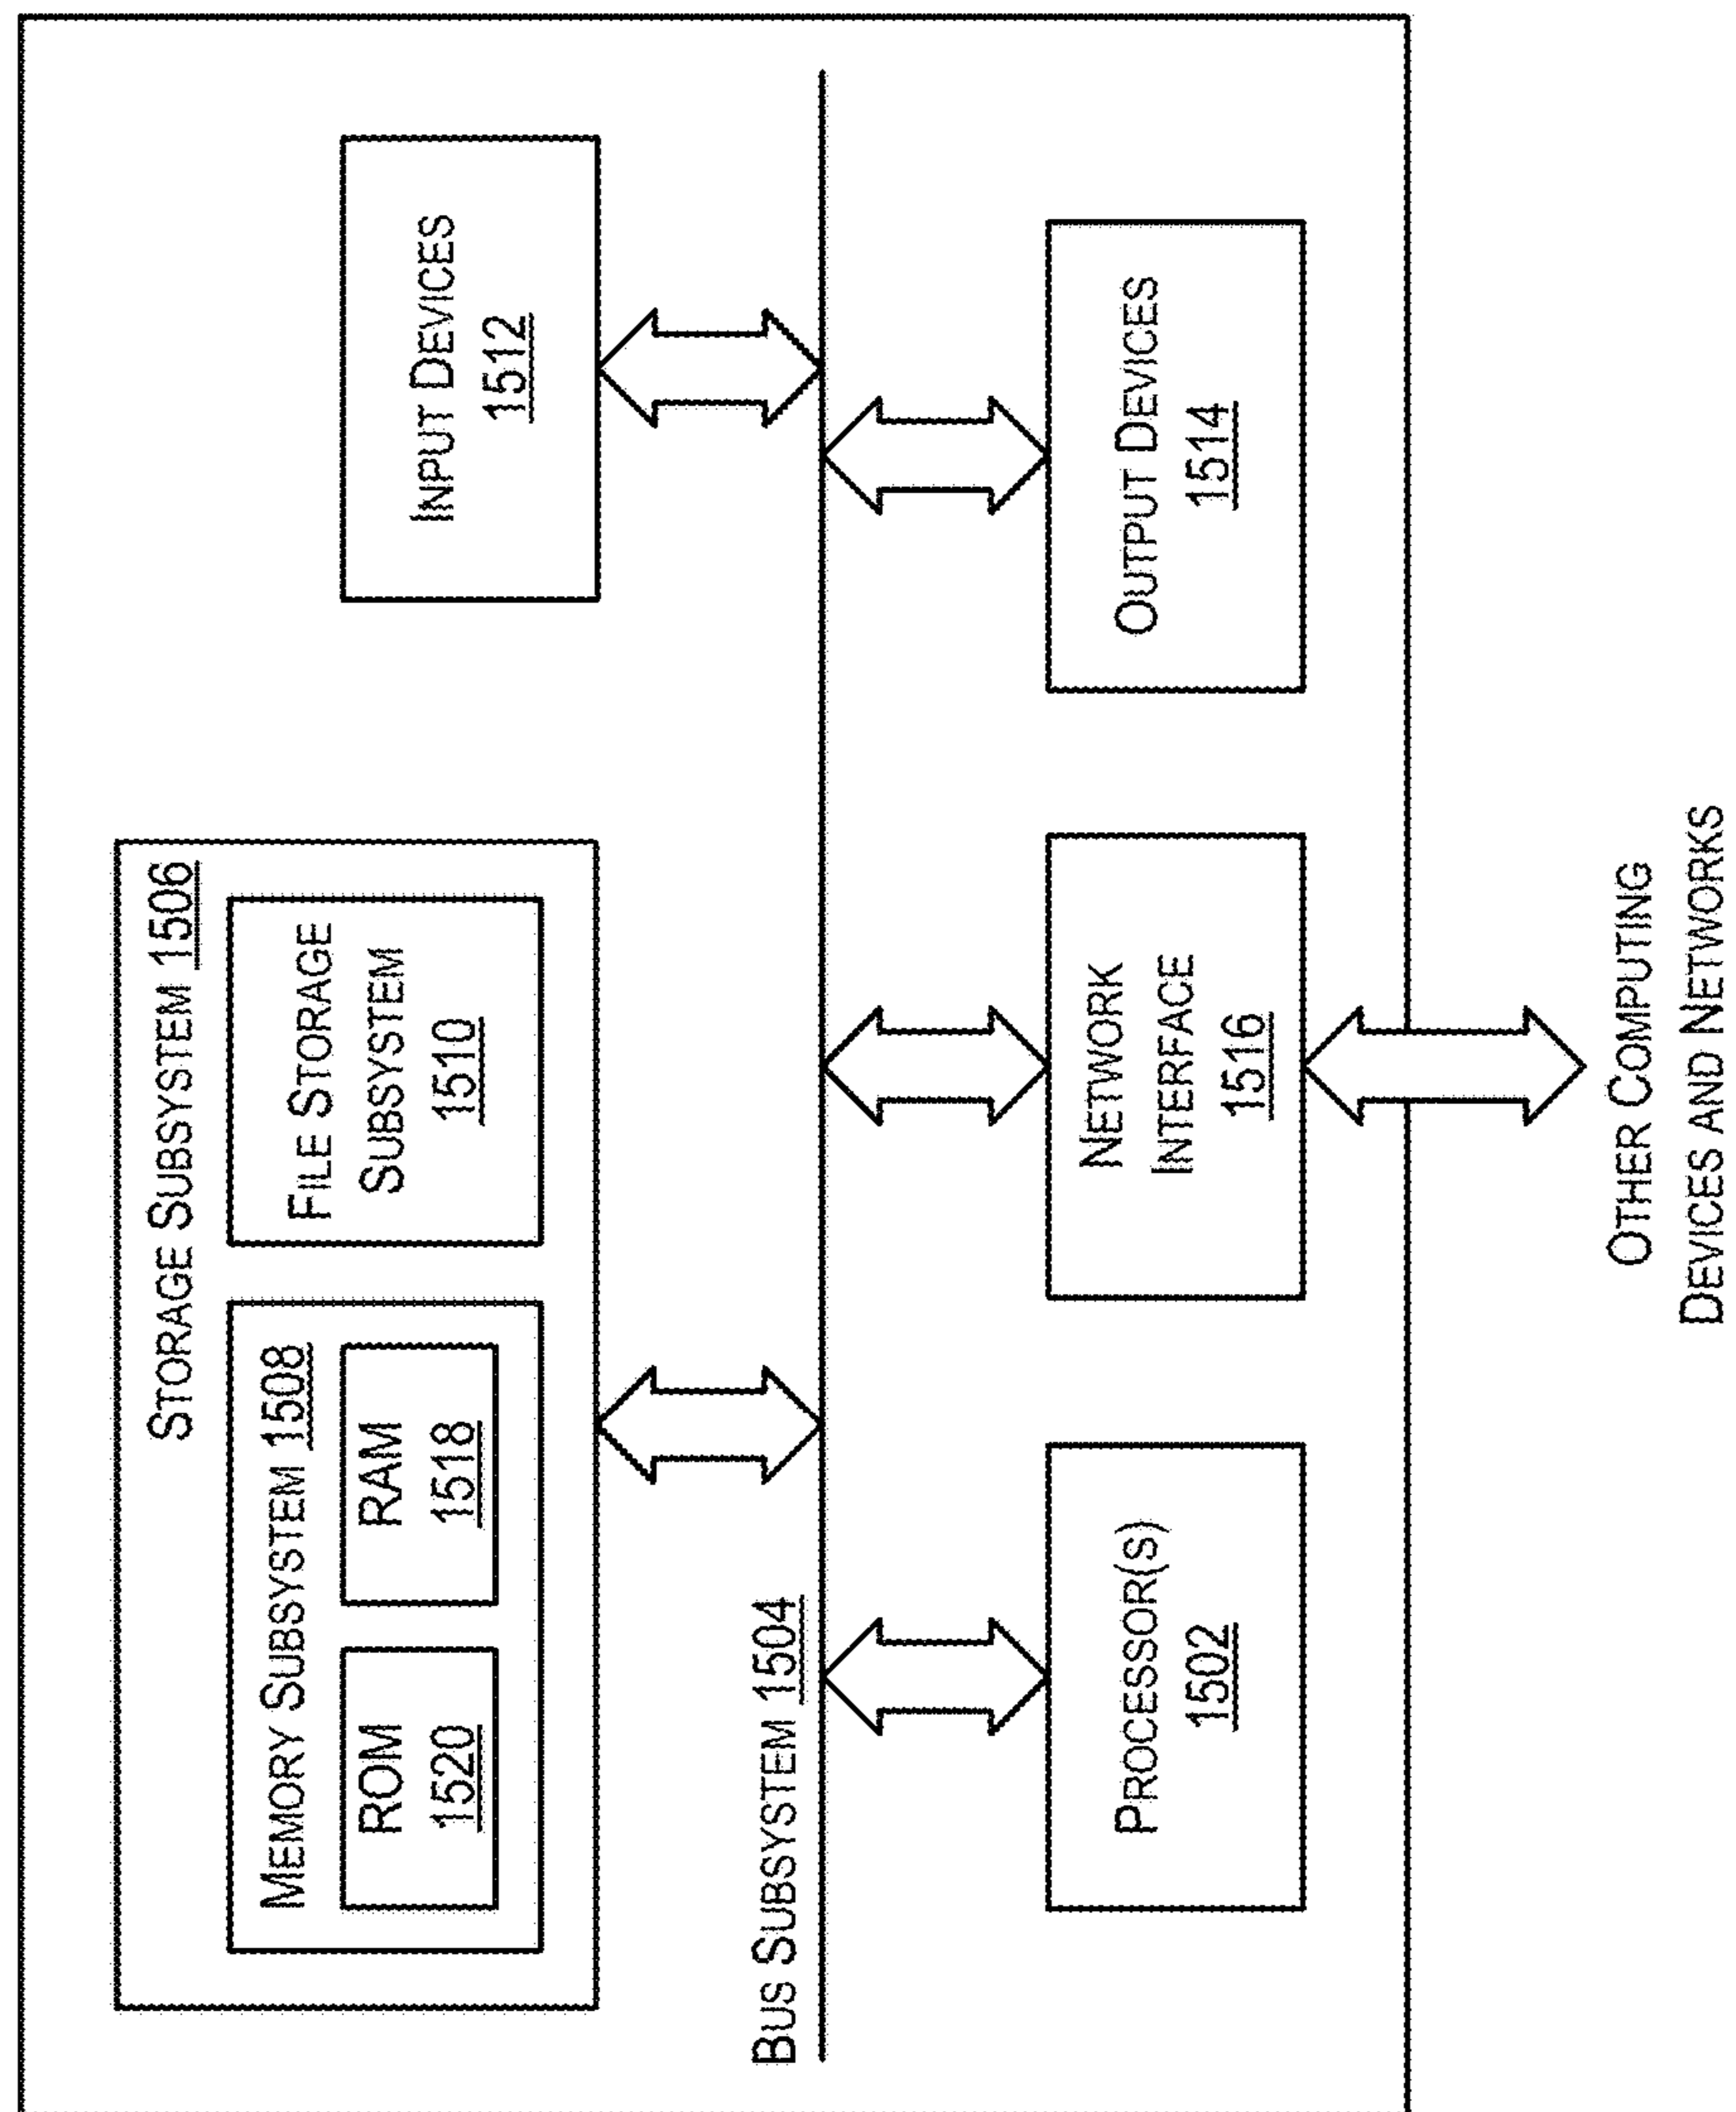 STORAGE SUBSYSTEM 1506
MEMORY SUBSYSTEM 1508
ROM
1520
RAM
1518
FILE STORAGE
SUBSYSTEM
1510
INPUT DEVICES
1512
BUS SUBSYSTEM 1504
PROCESSOR(S)
1502
NETWORK
INTERFACE
1516
OUTPUT DEVICES
1514
OTHER COMPUTING
DEVICES AND NETWORKS